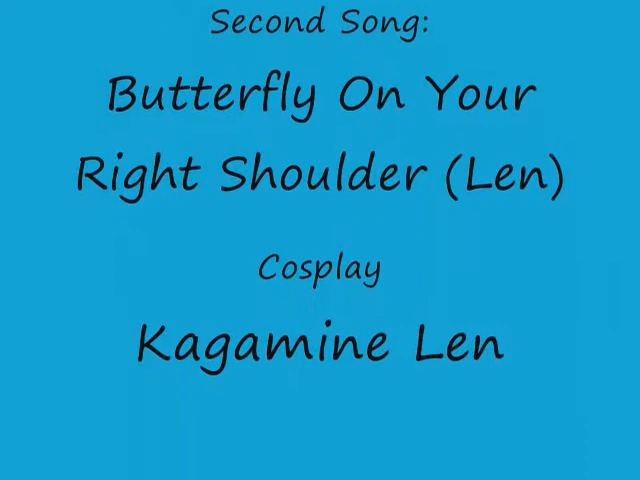 Second Song:
Butterfly On Your
Right Shoulder (Len)
Cosplay
Kagamine Len